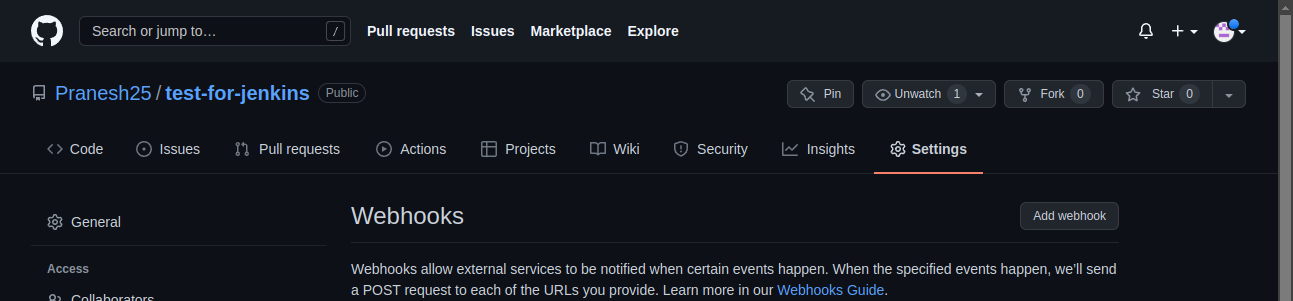 Search or jump to… /
Pull requests Issues Marketplace Explore
Pranesh25 / test-for-jenkins Public
Pin Unwatch 1 Fork 0 Star 0
Code Issues Pull requests Actions Projects Wiki Security Insights Settings
General
Access
Collaborators
Webhooks
Add webhook
Webhooks allow external services to be notified when certain events happen. When the specified events happen, we’ll send
a POST request to each of the URLs you provide. Learn more in our Webhooks Guide.